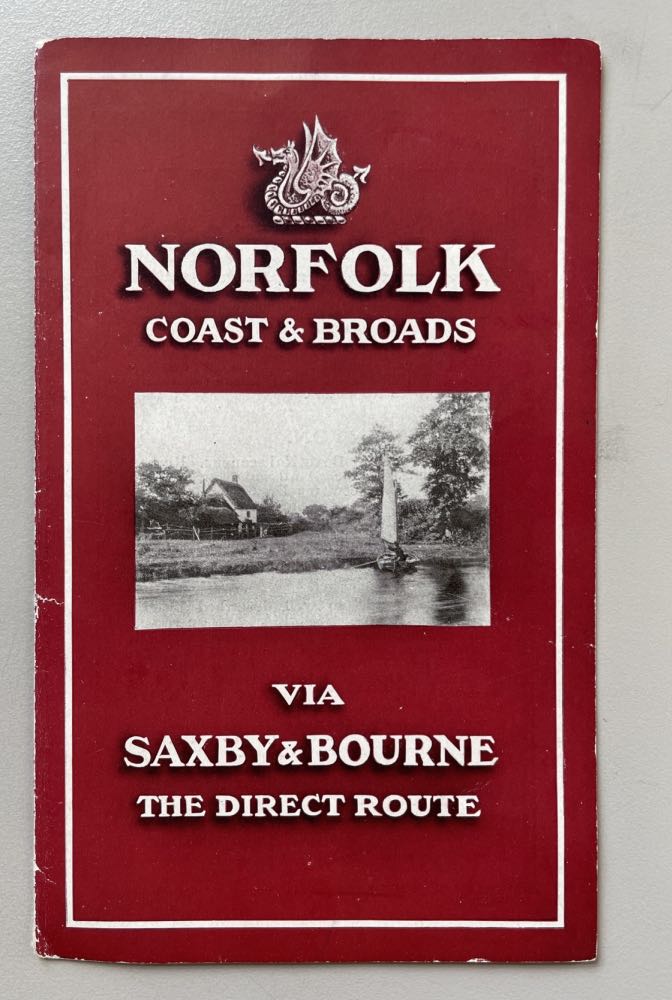 NORFOLK
COAST & BROADS
VIA
SAXBY & BOURNE
THE DIRECT ROUTE